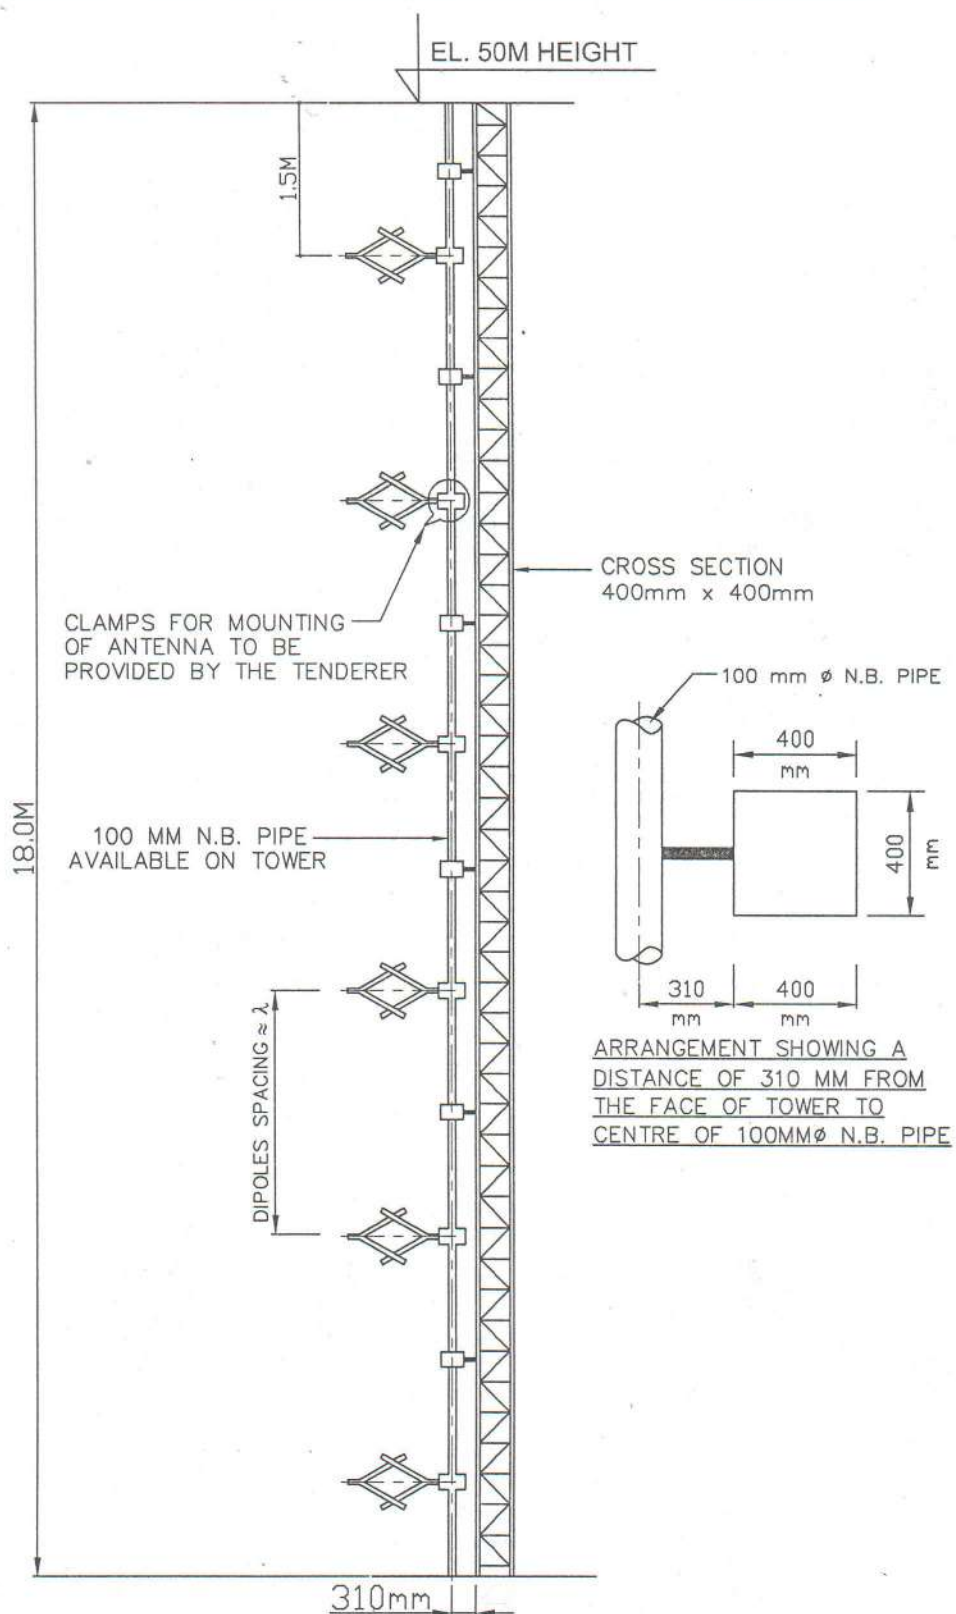 EL. 50M HEIGHT
1.5M
CROSS SECTION
400mm x 400mm
CLAMPS FOR MOUNTING
OF ANTENNA TO BE
PROVIDED BY THE TENDERER
100 mm ø N.B. PIPE
400
mm
18.0M
100 MM N.B. PIPE
AVAILABLE ON TOWER
400
mm
310
mm
400
mm
DIPOLES SPACING ≈ λ
ARRANGEMENT SHOWING A
DISTANCE OF 310 MM FROM
THE FACE OF TOWER TO
CENTRE OF 100MMø N.B. PIPE
310mm